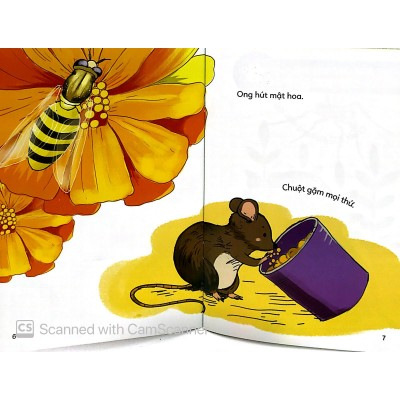 Ong hút mật hoa.
Chuột gặm mọi thứ.
CS Scanned with CamScanner
6
7